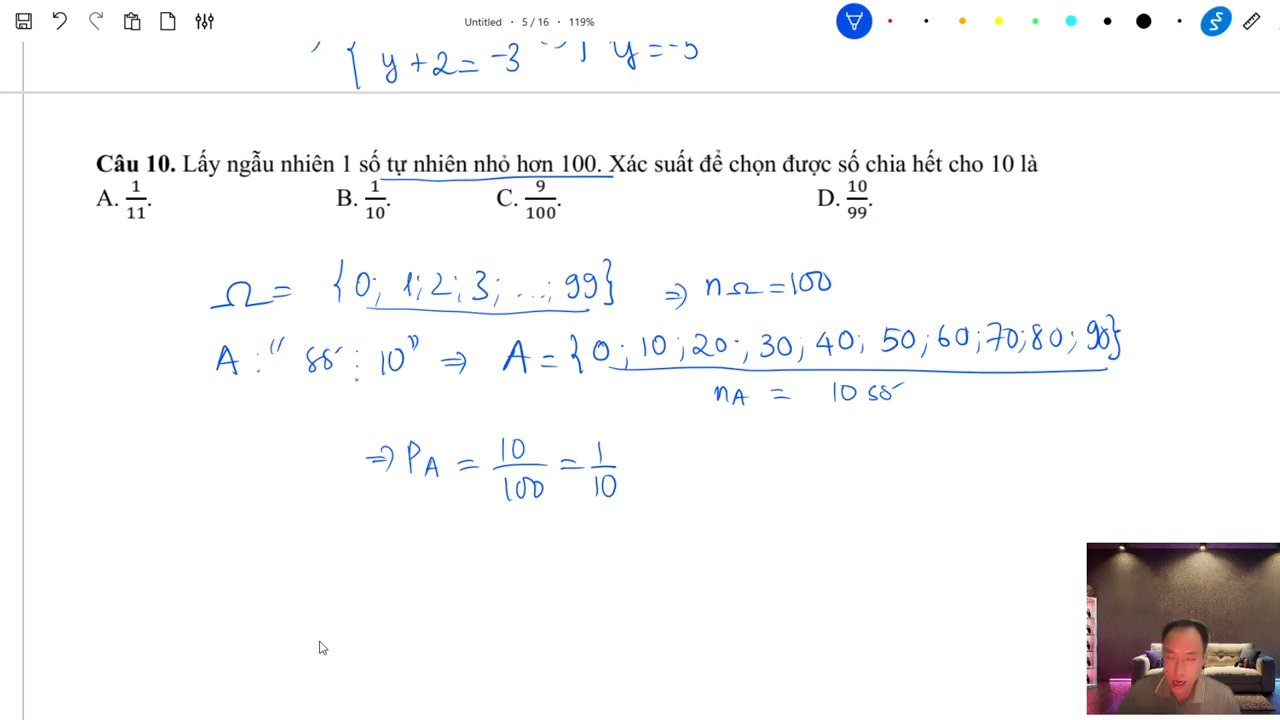 Untitled • 5 / 16 • 119%
y + 2 = -3 y = -5
Câu 10. Lấy ngẫu nhiên 1 số tự nhiên nhỏ hơn 100. Xác suất để chọn được số chia hết cho 10 là
A. 1/11. B. 1/10. C. 9/100. D. 10/99.
Ω = {0; 1; 2; 3; ...; 99} ⇒ nΩ = 100
A : " số ⋮ 10 " ⇒ A = {0; 10; 20; 30; 40; 50; 60; 70; 80; 90}
nA = 10 số
⇒ PA = 10/100 = 1/10